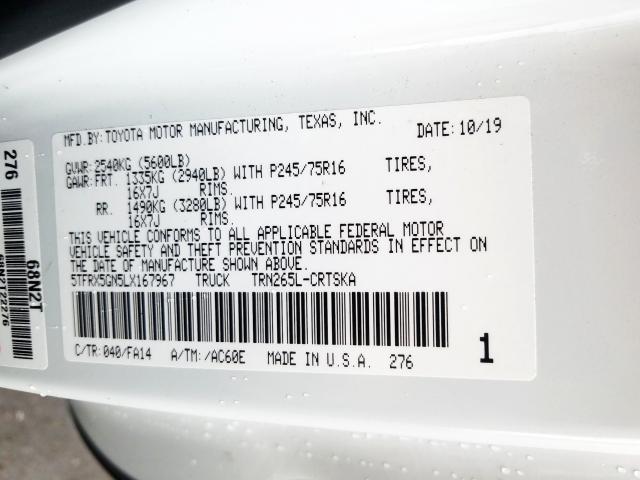 MFD.BY:TOYOTA MOTOR MANUFACTURING, TEXAS, INC. DATE:10/19
GVWR:2540KG (5600LB)
GAWR:FRT. 1335KG (2940LB) WITH P245/75R16 TIRES,
16X7J RIMS.
RR. 1490KG (3280LB) WITH P245/75R16 TIRES,
16X7J RIMS.
THIS VEHICLE CONFORMS TO ALL APPLICABLE FEDERAL MOTOR
VEHICLE SAFETY AND THEFT PREVENTION STANDARDS IN EFFECT ON
THE DATE OF MANUFACTURE SHOWN ABOVE.
5TFRX5GN5LX167967 TRUCK TRN265L-CRTSKA
C/TR:040/FA14 A/TM:/AC60E MADE IN U.S.A. 276 1
276
68N2T
68N2T22276